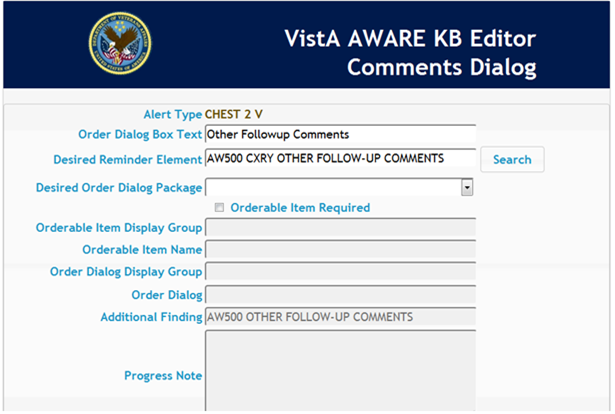 VistA AWARE KB Editor
Comments Dialog
Alert Type CHEST 2 V
Order Dialog Box Text Other Followup Comments
Desired Reminder Element AW500 CXRY OTHER FOLLOW-UP COMMENTS Search
Desired Order Dialog Package
Orderable Item Required
Orderable Item Display Group
Orderable Item Name
Order Dialog Display Group
Order Dialog
Additional Finding AW500 OTHER FOLLOW-UP COMMENTS
Progress Note